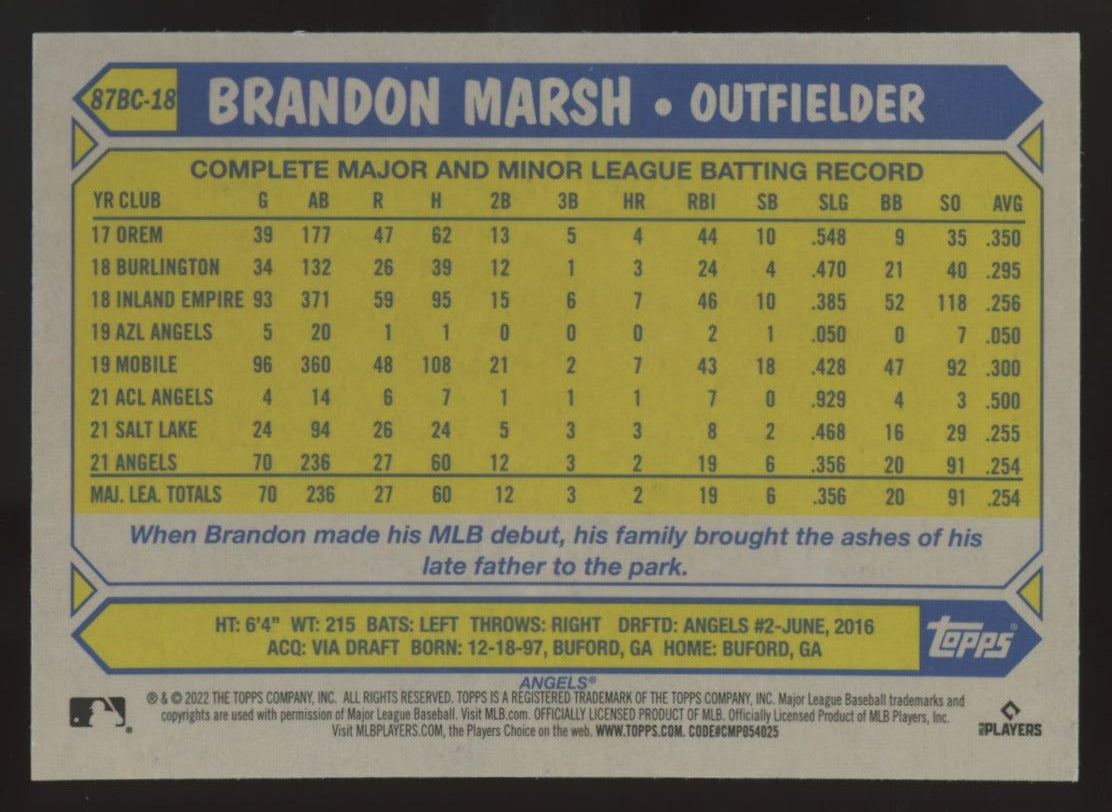 87BC-18 BRANDON MARSH • OUTFIELDER
COMPLETE MAJOR AND MINOR LEAGUE BATTING RECORD
YR CLUB G AB R H 2B 3B HR RBI SB SLG BB SO AVG
17 OREM 39 177 47 62 13 5 4 44 10 .548 9 35 .350
18 BURLINGTON 34 132 26 39 12 1 3 24 4 .470 21 40 .295
18 INLAND EMPIRE 93 371 59 95 15 6 7 46 10 .385 52 118 .256
19 AZL ANGELS 5 20 1 1 0 0 0 2 1 .050 0 7 .050
19 MOBILE 96 360 48 108 21 2 7 43 18 .428 47 92 .300
21 ACL ANGELS 4 14 6 7 1 1 1 7 0 .929 4 3 .500
21 SALT LAKE 24 94 26 24 5 3 3 8 2 .468 16 29 .255
21 ANGELS 70 236 27 60 12 3 2 19 6 .356 20 91 .254
MAJ. LEA. TOTALS 70 236 27 60 12 3 2 19 6 .356 20 91 .254
When Brandon made his MLB debut, his family brought the ashes of his
late father to the park.
HT: 6'4" WT: 215 BATS: LEFT THROWS: RIGHT DRFTD: ANGELS #2-JUNE, 2016
ACQ: VIA DRAFT BORN: 12-18-97, BUFORD, GA HOME: BUFORD, GA
Topps®
ANGELS®
® & © 2022 THE TOPPS COMPANY, INC. ALL RIGHTS RESERVED. TOPPS IS A REGISTERED TRADEMARK OF THE TOPPS COMPANY, INC. Major League Baseball trademarks and
copyrights are used with permission of Major League Baseball. Visit MLB.com. OFFICIALLY LICENSED PRODUCT OF MLB. Officially Licensed Product of MLB Players, Inc.
Visit MLBPLAYERS.COM, the Players Choice on the web. WWW.TOPPS.COM. CODE#CMP054025
PLAYERS